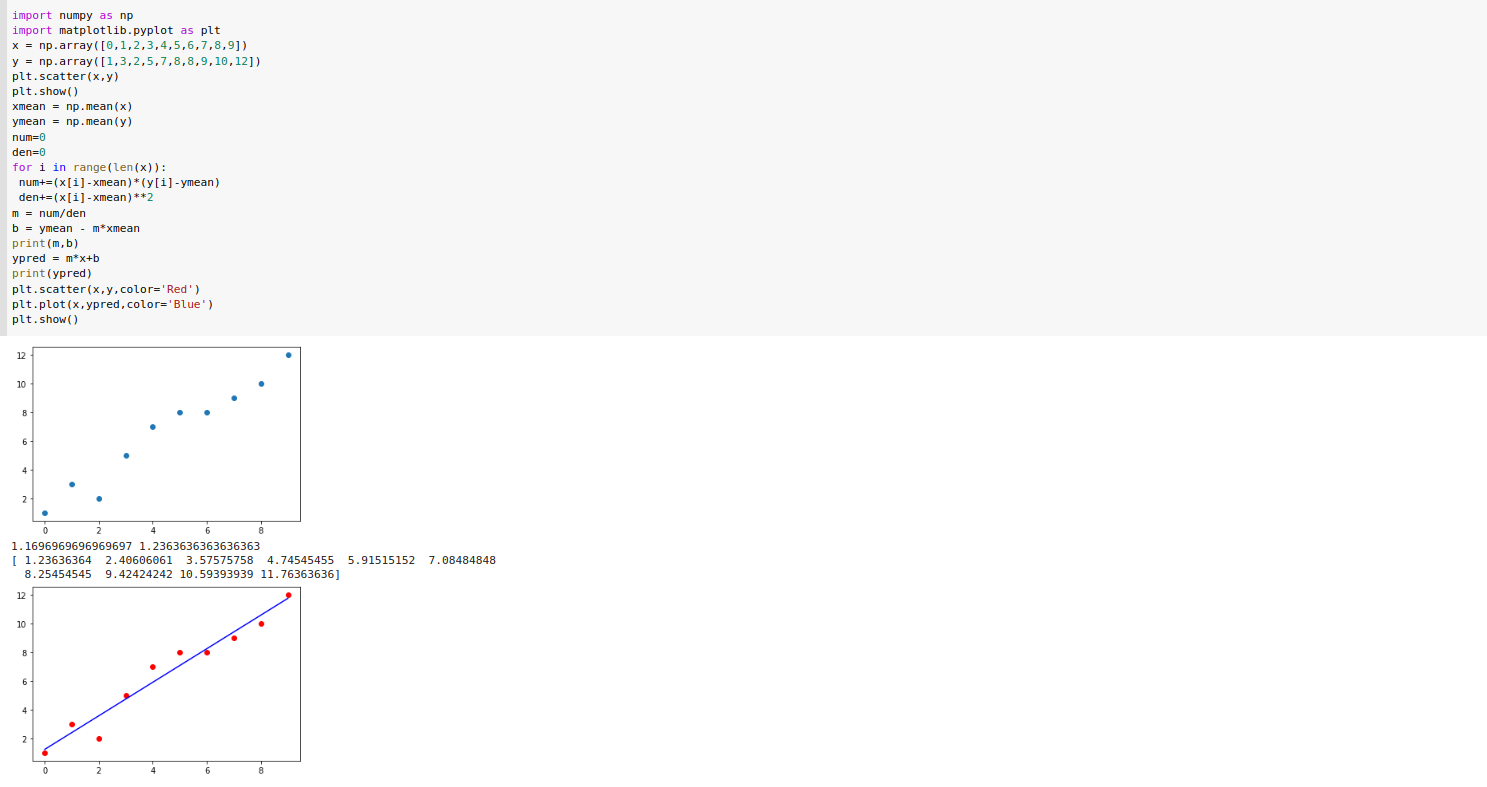 import numpy as np
import matplotlib.pyplot as plt
x = np.array([0,1,2,3,4,5,6,7,8,9])
y = np.array([1,3,2,5,7,8,8,9,10,12])
plt.scatter(x,y)
plt.show()
xmean = np.mean(x)
ymean = np.mean(y)
num=0
den=0
for i in range(len(x)):
 num+=(x[i]-xmean)*(y[i]-ymean)
 den+=(x[i]-xmean)**2
m = num/den
b = ymean - m*xmean
print(m,b)
ypred = m*x+b
print(ypred)
plt.scatter(x,y,color='Red')
plt.plot(x,ypred,color='Blue')
plt.show()
12
10
8
6
4
2
0 2 4 6 8
1.1696969696969697 1.2363636363636363
[ 1.23636364  2.40606061  3.57575758  4.74545455  5.91515152  7.08484848
  8.25454545  9.42424242 10.59393939 11.76363636]
12
10
8
6
4
2
0 2 4 6 8